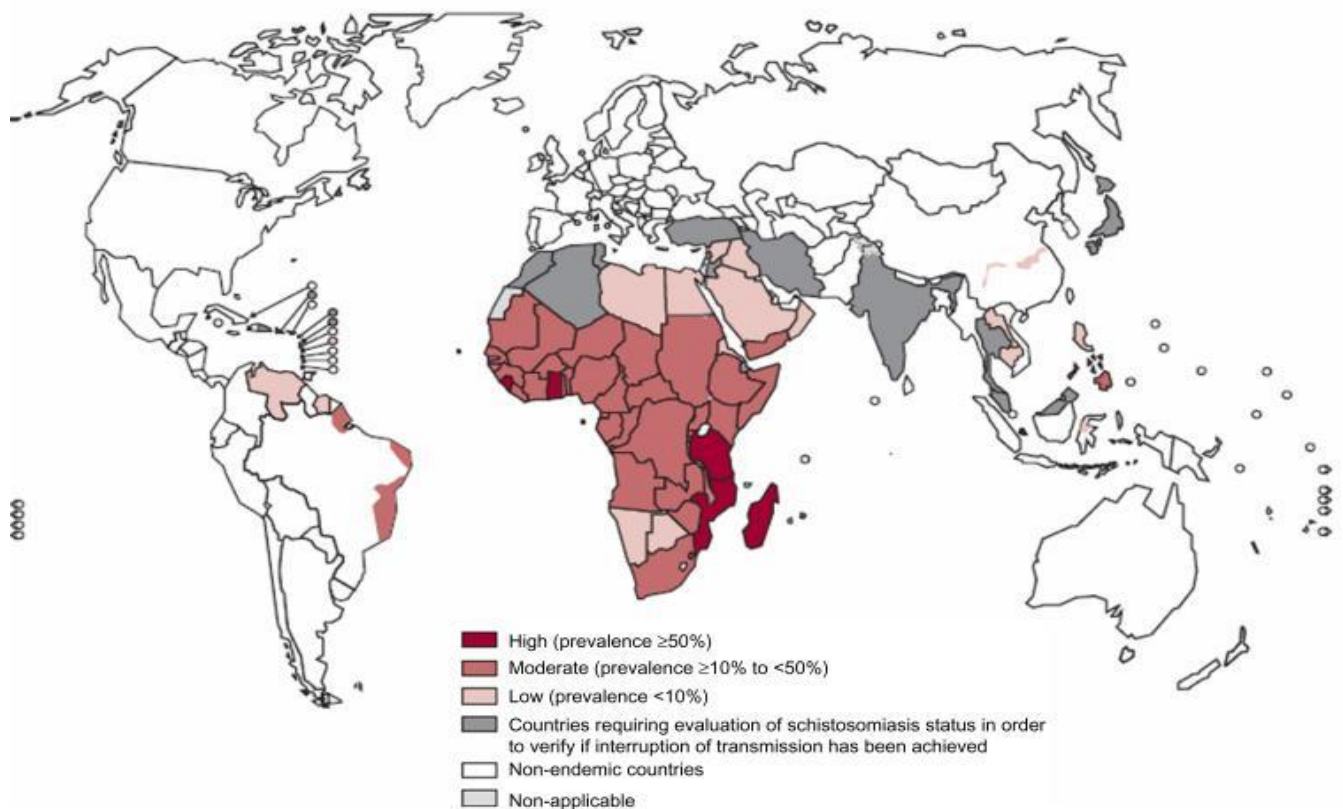 High (prevalence ≥50%)
Moderate (prevalence ≥10% to <50%)
Low (prevalence <10%)
Countries requiring evaluation of schistosomiasis status in order
to verify if interruption of transmission has been achieved
Non-endemic countries
Non-applicable